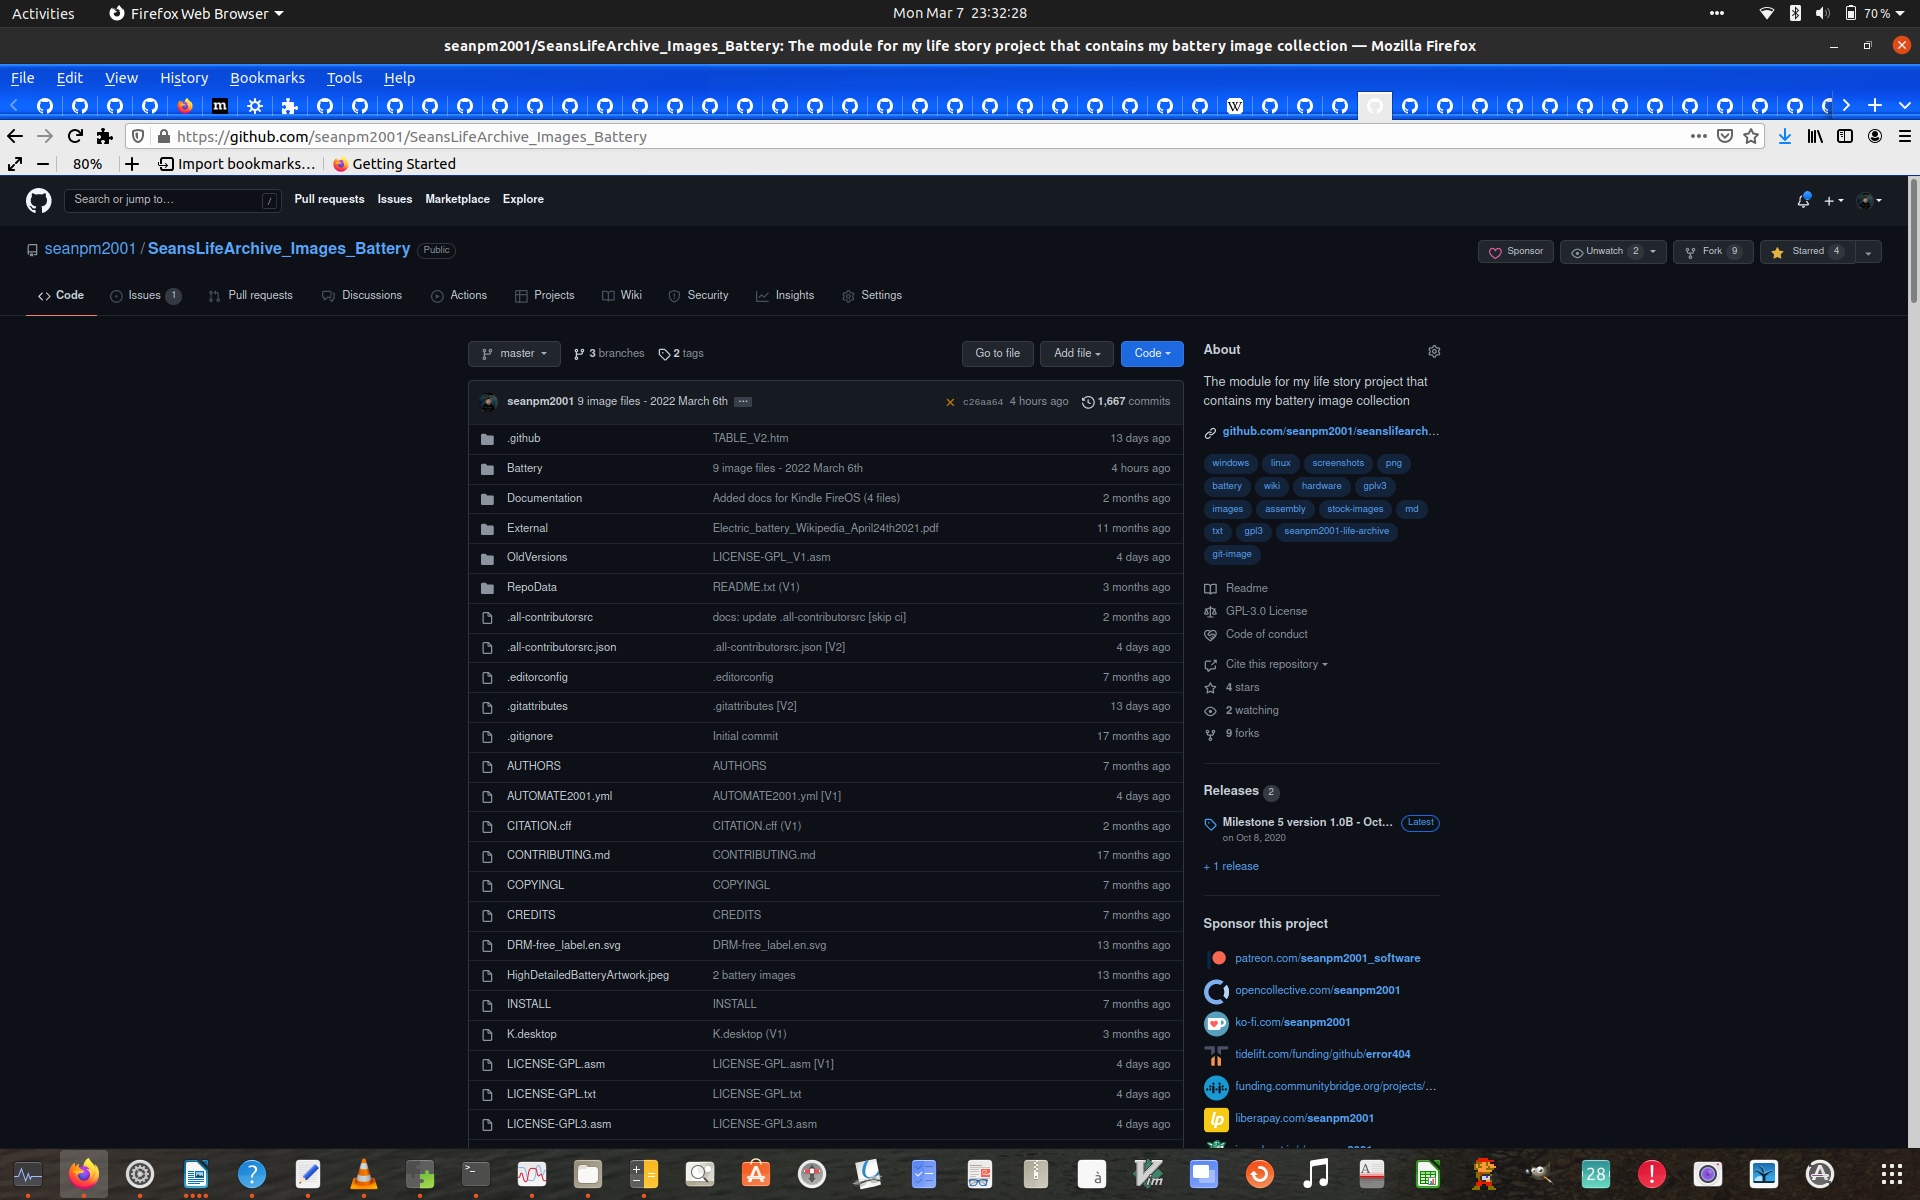 Activities Firefox Web Browser Mon Mar 7 23:32:28 70 %
seanpm2001/SeansLifeArchive_Images_Battery: The module for my life story project that contains my battery image collection — Mozilla Firefox
File Edit View History Bookmarks Tools Help
https://github.com/seanpm2001/SeansLifeArchive_Images_Battery
80% Import bookmarks… Getting Started
Search or jump to… / Pull requests Issues Marketplace Explore
seanpm2001 / SeansLifeArchive_Images_Battery Public Sponsor Unwatch 2 Fork 9 Starred 4
Code Issues 1 Pull requests Discussions Actions Projects Wiki Security Insights Settings
master 3 branches 2 tags Go to file Add file Code
seanpm2001 9 image files - 2022 March 6th ... c26aa64 4 hours ago 1,667 commits
.github TABLE_V2.htm 13 days ago
Battery 9 image files - 2022 March 6th 4 hours ago
Documentation Added docs for Kindle FireOS (4 files) 2 months ago
External Electric_battery_Wikipedia_April24th2021.pdf 11 months ago
OldVersions LICENSE-GPL_V1.asm 4 days ago
RepoData README.txt (V1) 3 months ago
.all-contributorsrc docs: update .all-contributorsrc [skip ci] 2 months ago
.all-contributorsrc.json .all-contributorsrc.json [V2] 4 days ago
.editorconfig .editorconfig 7 months ago
.gitattributes .gitattributes [V2] 13 days ago
.gitignore Initial commit 17 months ago
AUTHORS AUTHORS 7 months ago
AUTOMATE2001.yml AUTOMATE2001.yml [V1] 4 days ago
CITATION.cff CITATION.cff (V1) 2 months ago
CONTRIBUTING.md CONTRIBUTING.md 17 months ago
COPYINGL COPYINGL 7 months ago
CREDITS CREDITS 7 months ago
DRM-free_label.en.svg DRM-free_label.en.svg 13 months ago
HighDetailedBatteryArtwork.jpeg 2 battery images 13 months ago
INSTALL INSTALL 7 months ago
K.desktop K.desktop (V1) 3 months ago
LICENSE-GPL.asm LICENSE-GPL.asm [V1] 4 days ago
LICENSE-GPL.txt LICENSE-GPL.txt 4 days ago
LICENSE-GPL3.asm LICENSE-GPL3.asm 4 days ago
About
The module for my life story project that
contains my battery image collection
github.com/seanpm2001/seanslifearch…
windows linux screenshots png
battery wiki hardware gplv3
images assembly stock-images md
txt gpl3 seanpm2001-life-archive
git-image
Readme
GPL-3.0 License
Code of conduct
Cite this repository
4 stars
2 watching
9 forks
Releases 2
Milestone 5 version 1.0B - Oct… Latest
on Oct 8, 2020
+ 1 release
Sponsor this project
patreon.com/seanpm2001_software
opencollective.com/seanpm2001
ko-fi.com/seanpm2001
tidelift.com/funding/github/error404
funding.communitybridge.org/projects/…
lp liberapay.com/seanpm2001
28